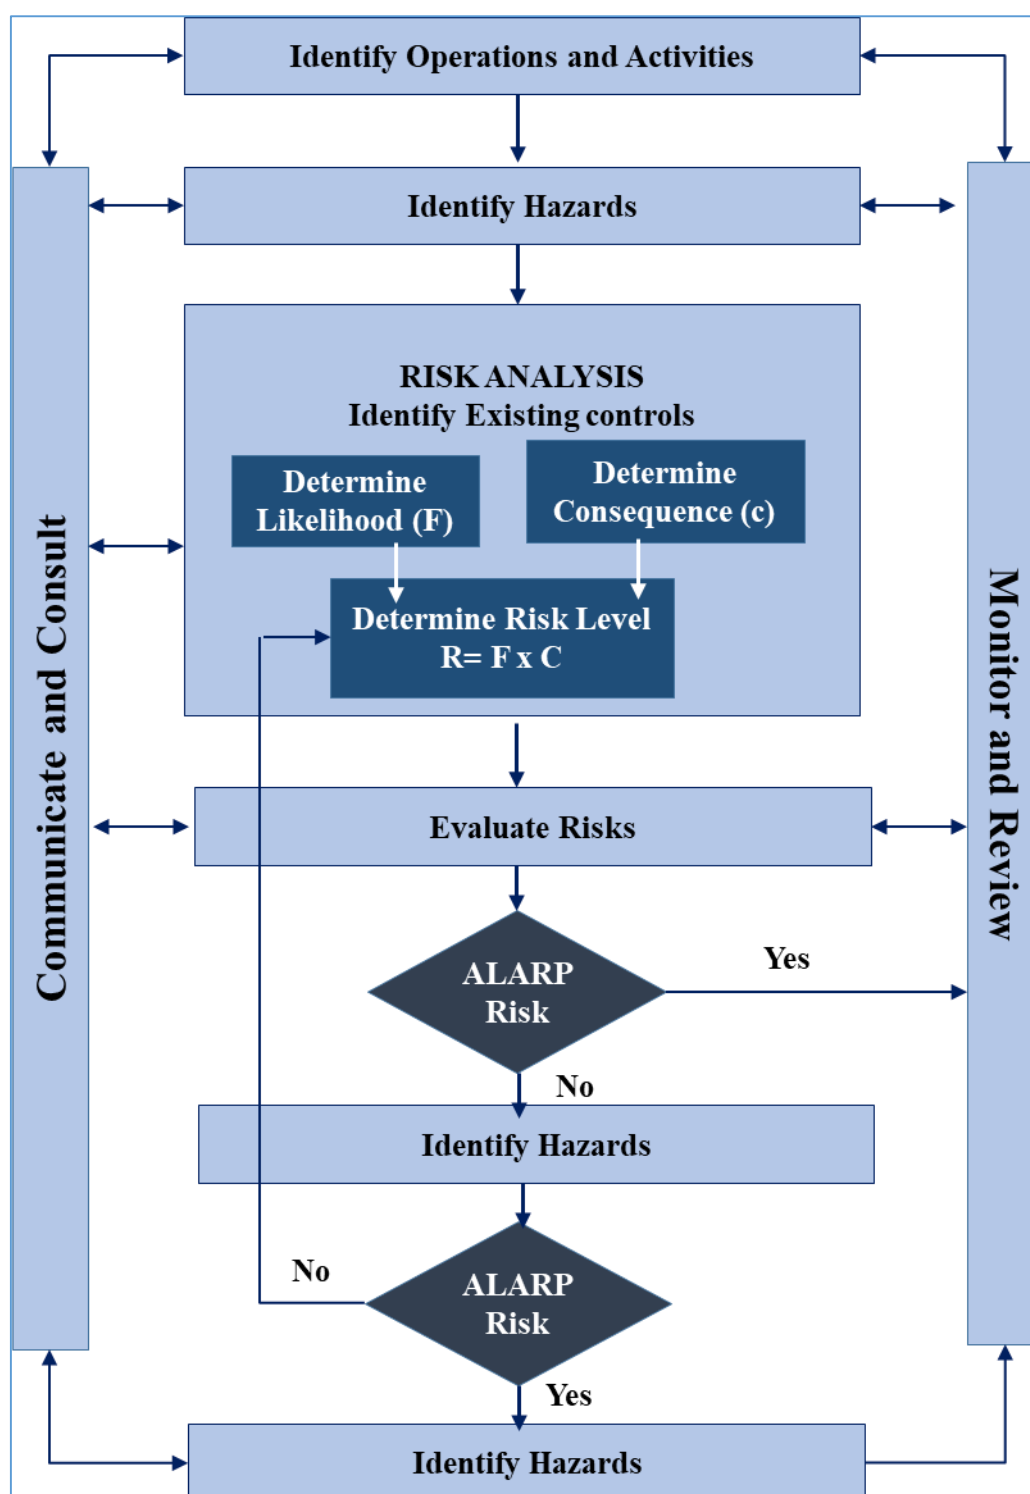 Identify Operations and Activities
Identify Hazards
RISK ANALYSIS
Identify Existing controls
Determine
Likelihood (F)
Determine
Consequence (c)
Determine Risk Level
R= F x C
Communicate and Consult
Monitor and Review
Evaluate Risks
ALARP
Risk
Yes
No
Identify Hazards
ALARP
Risk
No
Yes
Identify Hazards